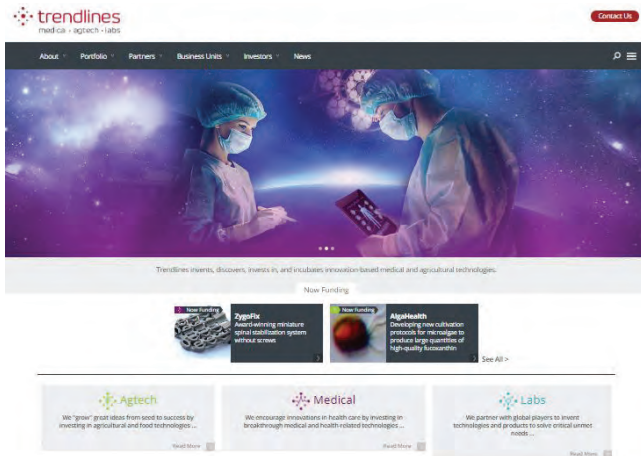 trendlines
medical · agtech · labs
Contact Us
About
Portfolio
Partners
Business Units
Investors
News
Trendlines invents, discovers, invests in, and incubates innovation-based medical and agricultural technologies.
Now Funding
Now Funding
ZygoFix
Award-winning miniature
spinal stabilization system
without screws
Now Funding
AlgaHealth
Developing new cultivation
protocols for microalgae to
produce large quantities of
high-quality fucoxanthin
See All >
Agtech
We "grow" great ideas from seed to success by
investing in agricultural and food technologies ...
Read More
Medical
We encourage innovations in health care by investing in
breakthrough medical and health related technologies ...
Read More
Labs
We partner with global players to invent
technologies and products to solve critical unmet
needs ...
Read More